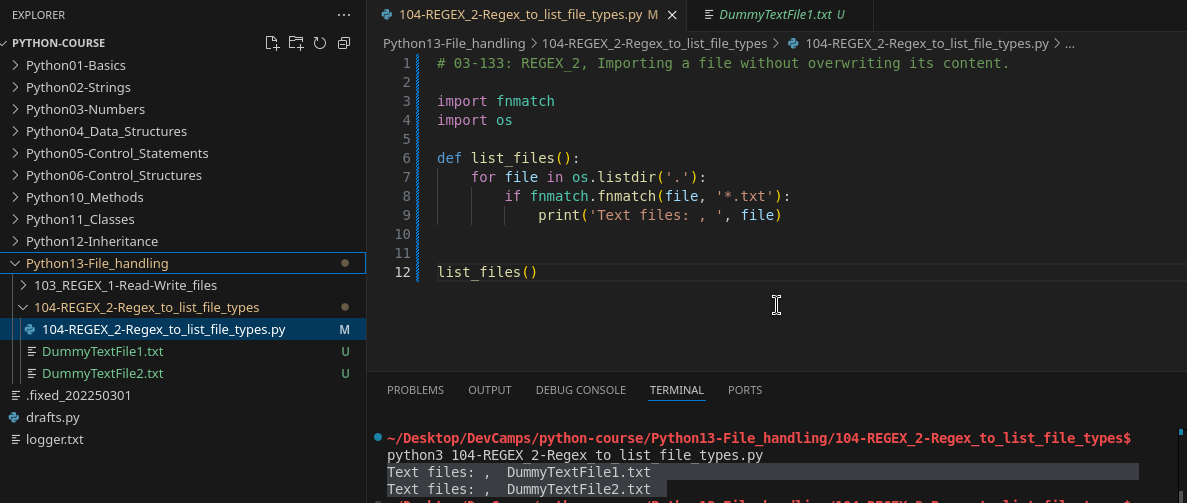 EXPLORER
PYTHON-COURSE
Python01-Basics
Python02-Strings
Python03-Numbers
Python04_Data_Structures
Python05-Control_Statements
Python06-Control_Structures
Python10_Methods
Python11_Classes
Python12-Inheritance
Python13-File_handling
103_REGEX_1-Read-Write_files
104-REGEX_2-Regex_to_list_file_types
104-REGEX_2-Regex_to_list_file_types.py M
DummyTextFile1.txt U
DummyTextFile2.txt U
.fixed_202250301
drafts.py
logger.txt
104-REGEX_2-Regex_to_list_file_types.py M
DummyTextFile1.txt U
Python13-File_handling > 104-REGEX_2-Regex_to_list_file_types > 104-REGEX_2-Regex_to_list_file_types.py > ...
1 # 03-133: REGEX_2, Importing a file without overwriting its content.
2
3 import fnmatch
4 import os
5
6 def list_files():
7 for file in os.listdir('.'):
8 if fnmatch.fnmatch(file, '*.txt'):
9 print('Text files: , ', file)
10
11
12 list_files()
PROBLEMS OUTPUT DEBUG CONSOLE TERMINAL PORTS
~/Desktop/DevCamps/python-course/Python13-File_handling/104-REGEX_2-Regex_to_list_file_types$
python3 104-REGEX_2-Regex_to_list_file_types.py
Text files: ,  DummyTextFile1.txt
Text files: ,  DummyTextFile2.txt